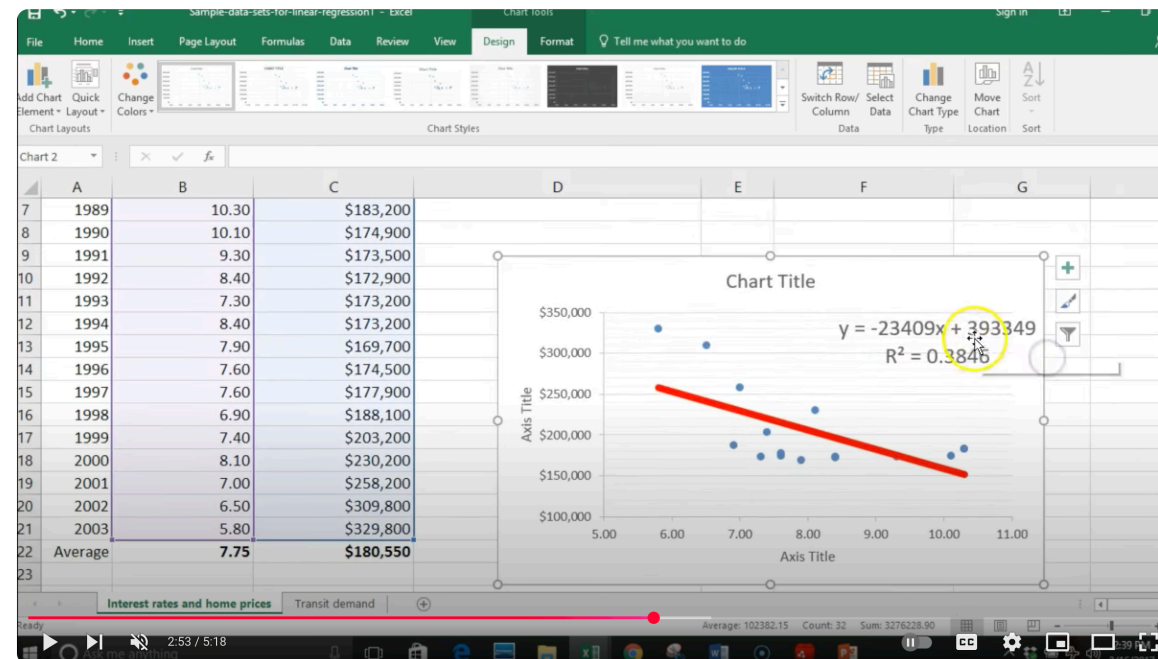 Sample-data-sets-for-linear-regression1 - Excel Chart Tools Sign in
File Home Insert Page Layout Formulas Data Review View Design Format Tell me what you want to do
Add Chart Quick Change Switch Row/ Select Change Move Sort
Element Layout Colors Column Data Chart Type Chart
Chart Layouts Chart Styles Data Type Location Sort
Chart 2 fx
A B C D E F G
7 1989 10.30 $183,200
8 1990 10.10 $174,900
9 1991 9.30 $173,500
10 1992 8.40 $172,900
11 1993 7.30 $173,200
12 1994 8.40 $173,200
13 1995 7.90 $169,700
14 1996 7.60 $174,500
15 1997 7.60 $177,900
16 1998 6.90 $188,100
17 1999 7.40 $203,200
18 2000 8.10 $230,200
19 2001 7.00 $258,200
20 2002 6.50 $309,800
21 2003 5.80 $329,800
22 Average 7.75 $180,550
23
Chart Title
y = -23409x + 393349
R² = 0.3846
$350,000
$300,000
$250,000
$200,000
$150,000
$100,000
Axis Title
5.00 6.00 7.00 8.00 9.00 10.00 11.00
Axis Title
Interest rates and home prices Transit demand
Ready Average: 102382.15 Count: 32 Sum: 3276228.90
2:53 / 5:18 CC
Ask me anything